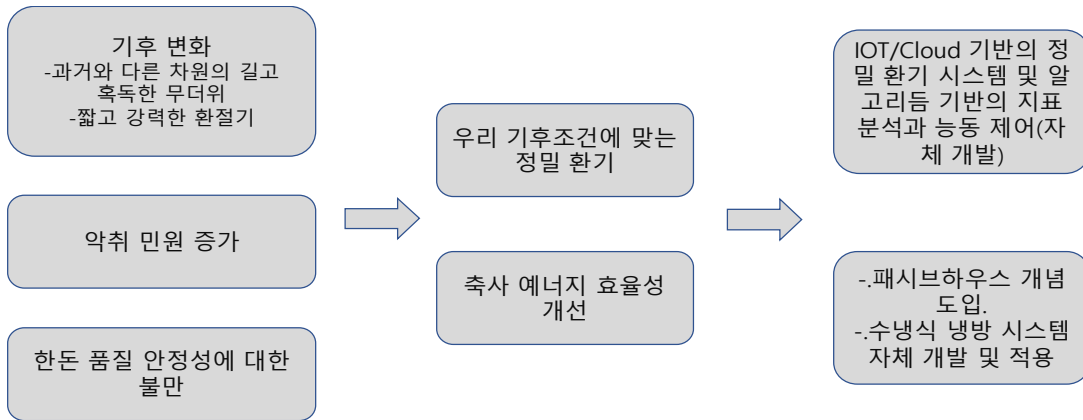 기후 변화
-과거와 다른 차원의 길고
혹독한 무더위
-짧고 강력한 환절기
악취 민원 증가
한돈 품질 안정성에 대한
불만
우리 기후조건에 맞는
정밀 환기
축사 에너지 효율성
개선
IOT/Cloud 기반의 정
밀 환기 시스템 및 알
고리듬 기반의 지표
분석과 능동 제어(자
체 개발)
-.패시브하우스 개념
도입.
-.수냉식 냉방 시스템
자체 개발 및 적용